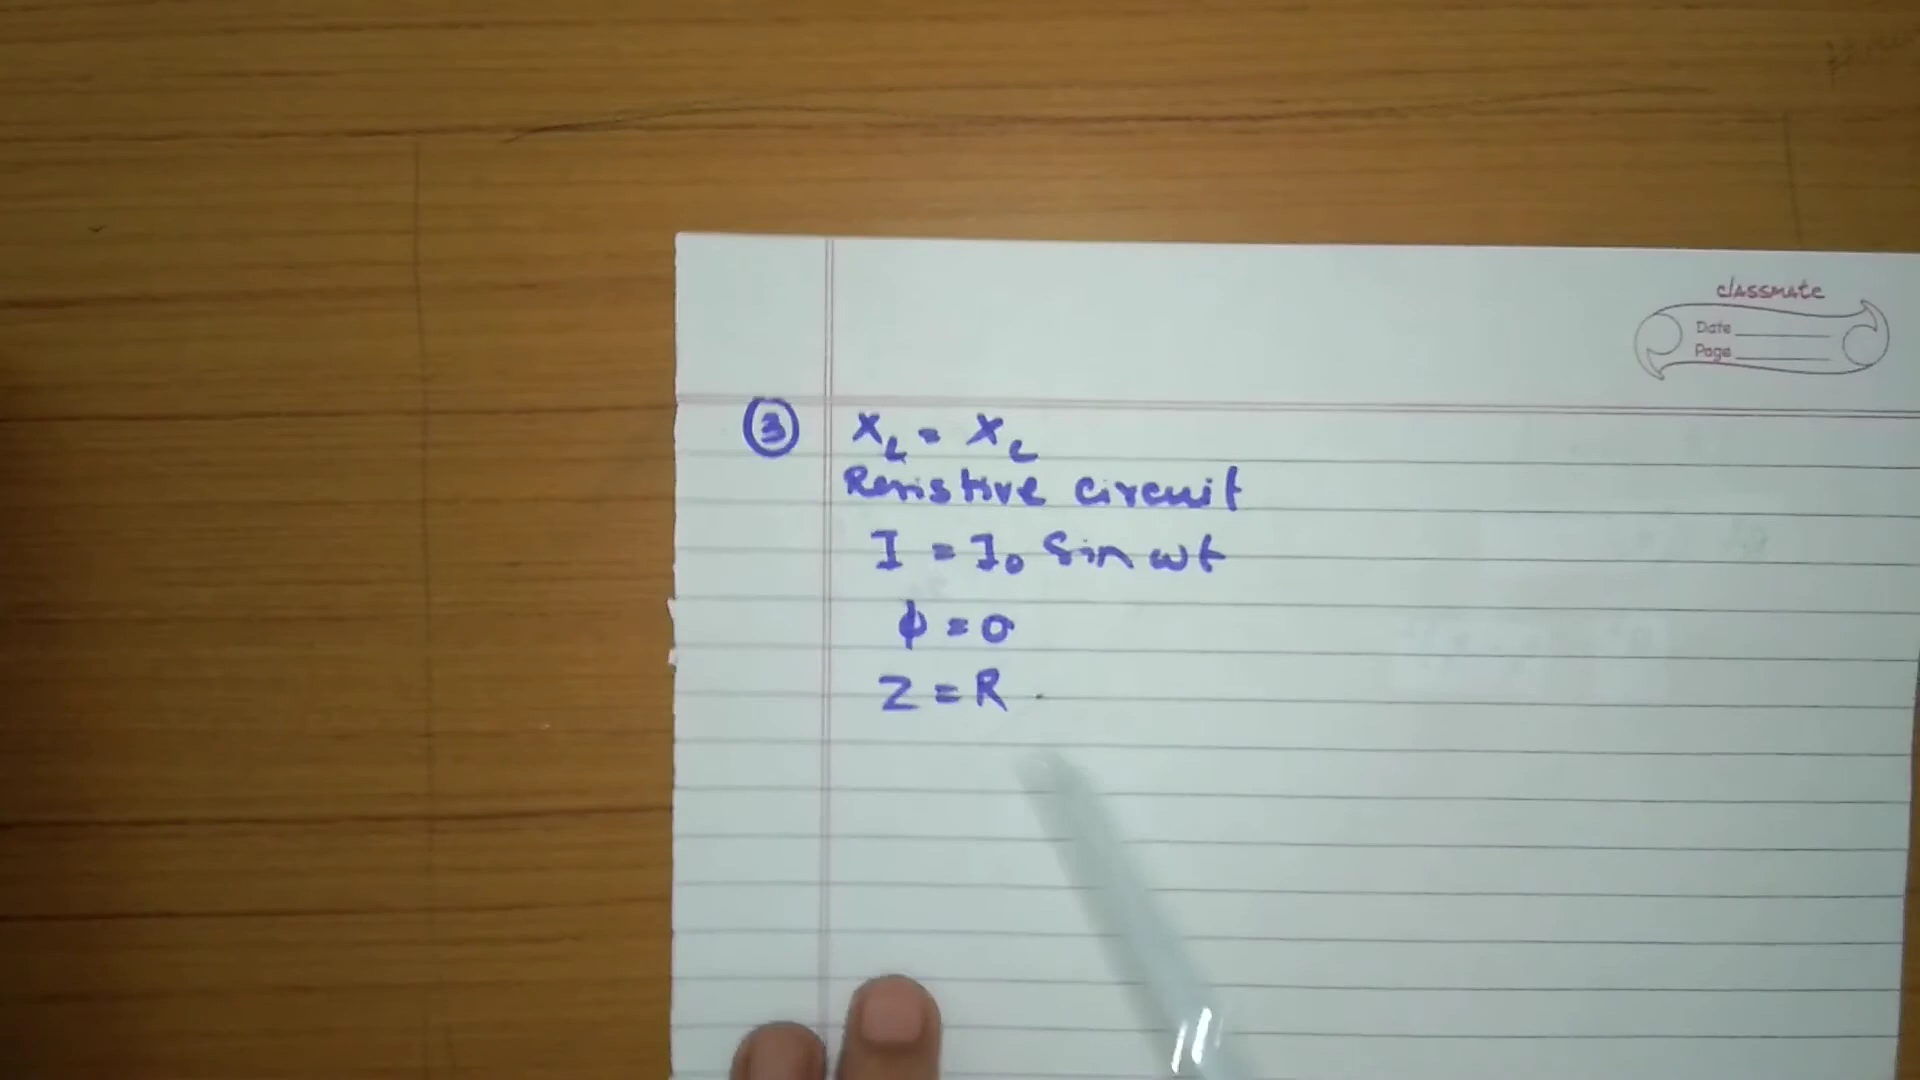 classmate
Date
Page
③ X_L = X_C
Resistive circuit
I = I₀ Sin ωt
ϕ = 0
Z = R